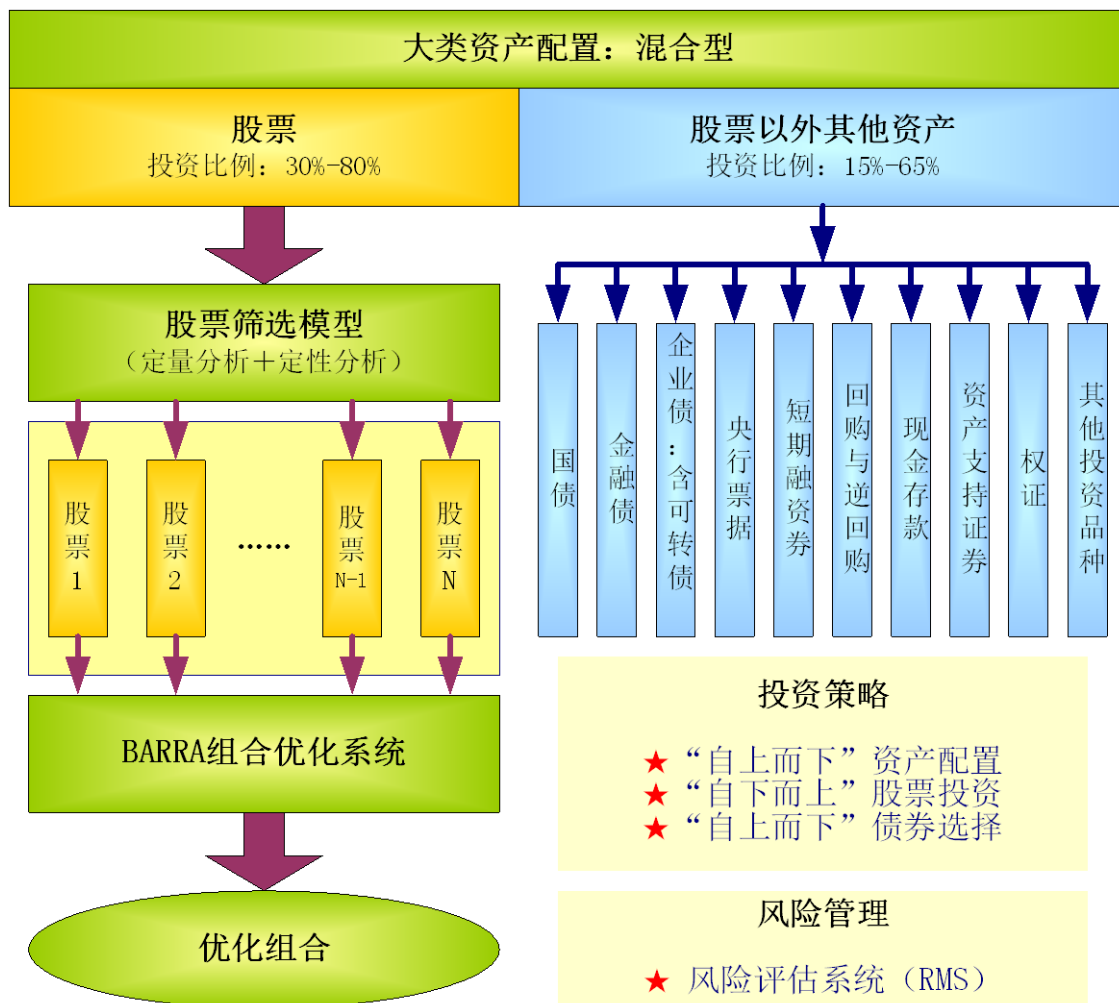 大类资产配置：混合型
股票
投资比例：30%-80%
股票以外其他资产
投资比例：15%-65%
股票筛选模型
（定量分析＋定性分析）
股票1
股票2
……
股票N-1
股票N
国债
金融债
企业债：含可转债
央行票据
短期融资券
回购与逆回购
现金存款
资产支持证券
权证
其他投资品种
BARRA组合优化系统
优化组合
投资策略
★ “自上而下”资产配置
★ “自下而上”股票投资
★ “自上而下”债券选择
风险管理
★ 风险评估系统（RMS）